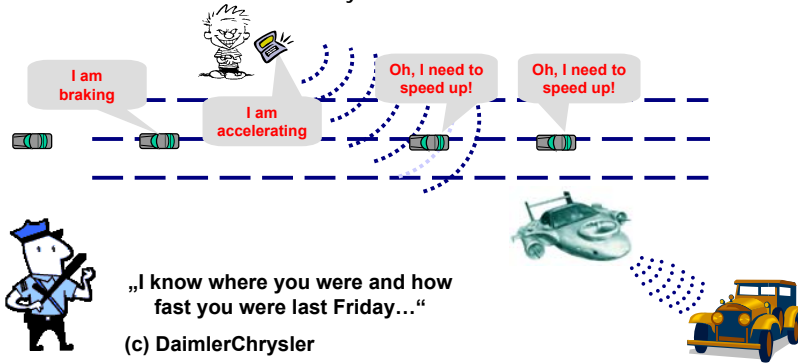 I am
braking
I am
accelerating
Oh, I need to
speed up!
Oh, I need to
speed up!
„I know where you were and how
fast you were last Friday…“
(c) DaimlerChrysler